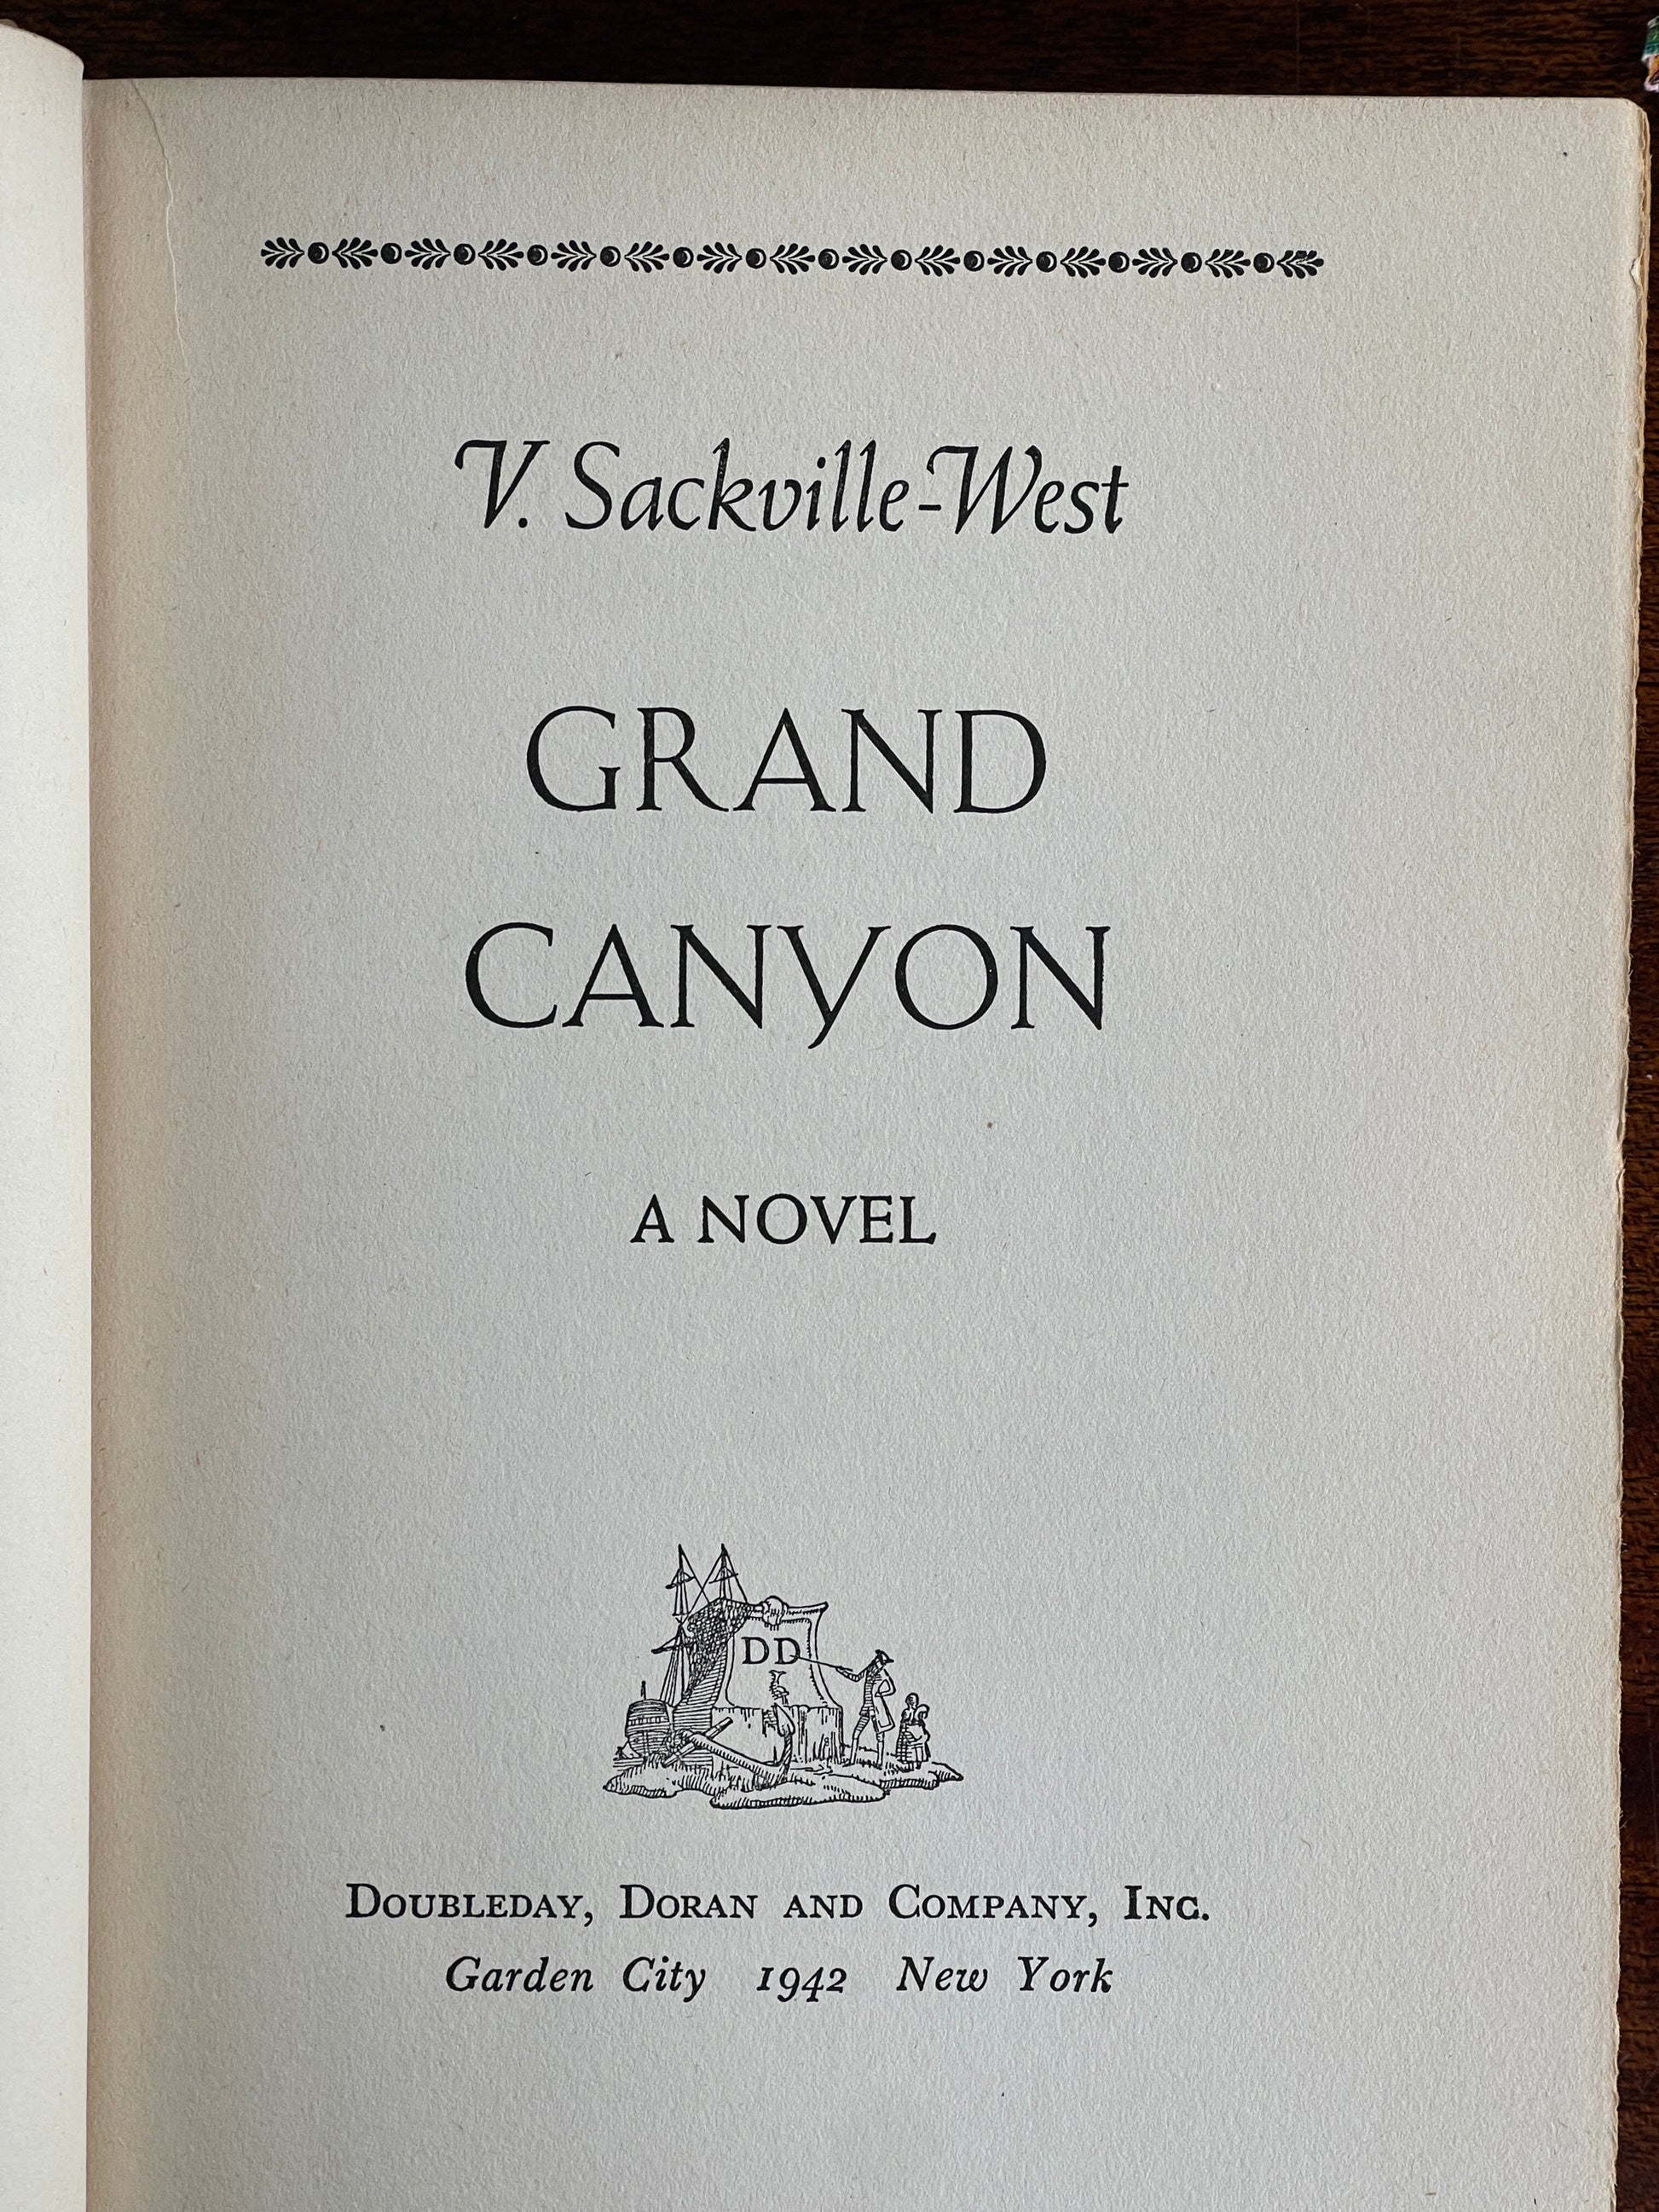 V. Sackville-West
GRAND
CANYON
A NOVEL
DD
Doubleday, Doran and Company, Inc.
Garden City 1942 New York